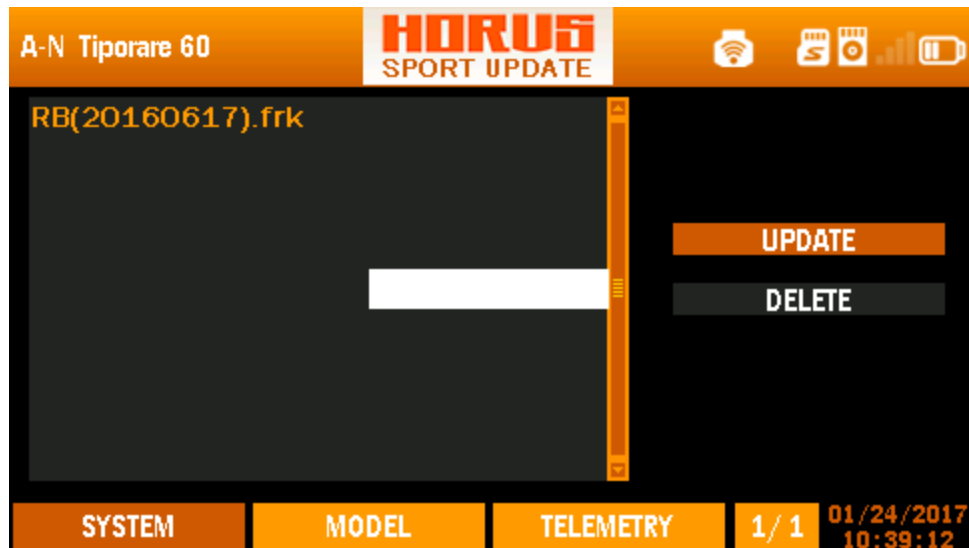 A-N Tiporare 60
HORUS
SPORT UPDATE
S
RB(20160617).frk
UPDATE
DELETE
SYSTEM
MODEL
TELEMETRY
1/ 1
01/24/2017
10:39:12